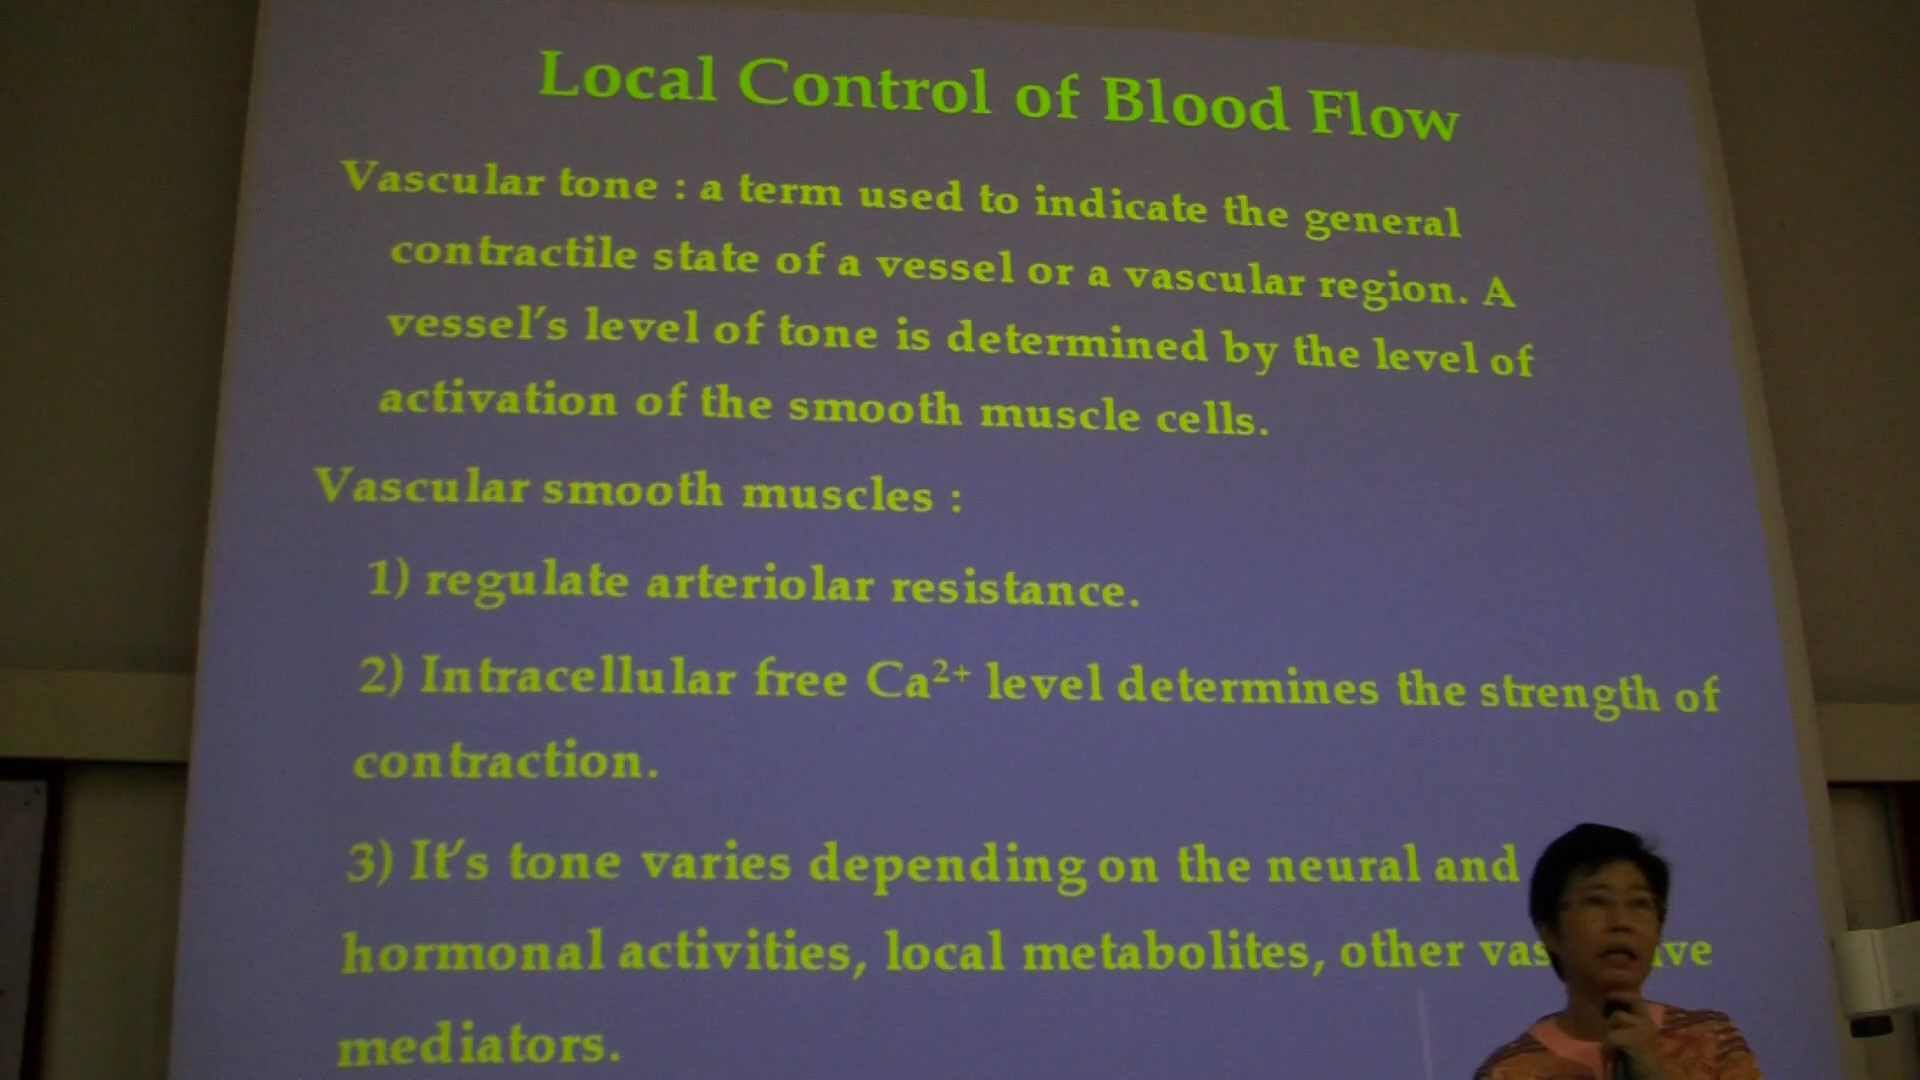 Local Control of Blood Flow
Vascular tone : a term used to indicate the general
contractile state of a vessel or a vascular region. A
vessel's level of tone is determined by the level of
activation of the smooth muscle cells.
Vascular smooth muscles :
1) regulate arteriolar resistance.
2) Intracellular free Ca²⁺ level determines the strength of
contraction.
3) It's tone varies depending on the neural and
hormonal activities, local metabolites, other
mediators.